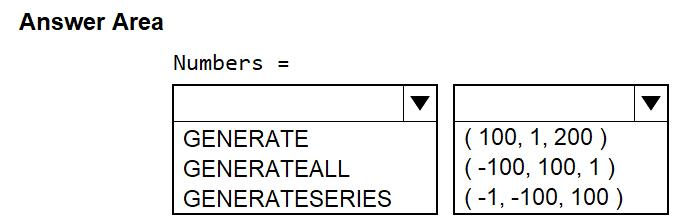 Answer Area
Numbers =
GENERATE
GENERATEALL
GENERATESERIES
( 100, 1, 200 )
( -100, 100, 1 )
( -1, -100, 100 )